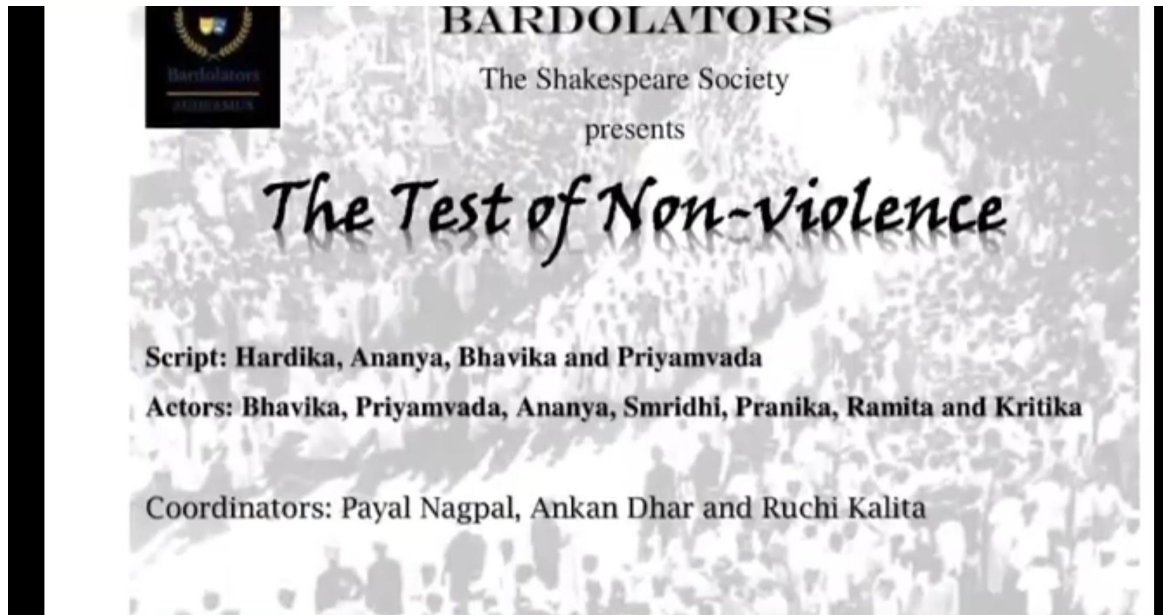 BARDOLATORS
Bardolators
The Shakespeare Society
presents
The Test of Non-violence
Script: Hardika, Ananya, Bhavika and Priyamvada
Actors: Bhavika, Priyamvada, Ananya, Smridhi, Pranika, Ramita and Kritika
Coordinators: Payal Nagpal, Ankan Dhar and Ruchi Kalita